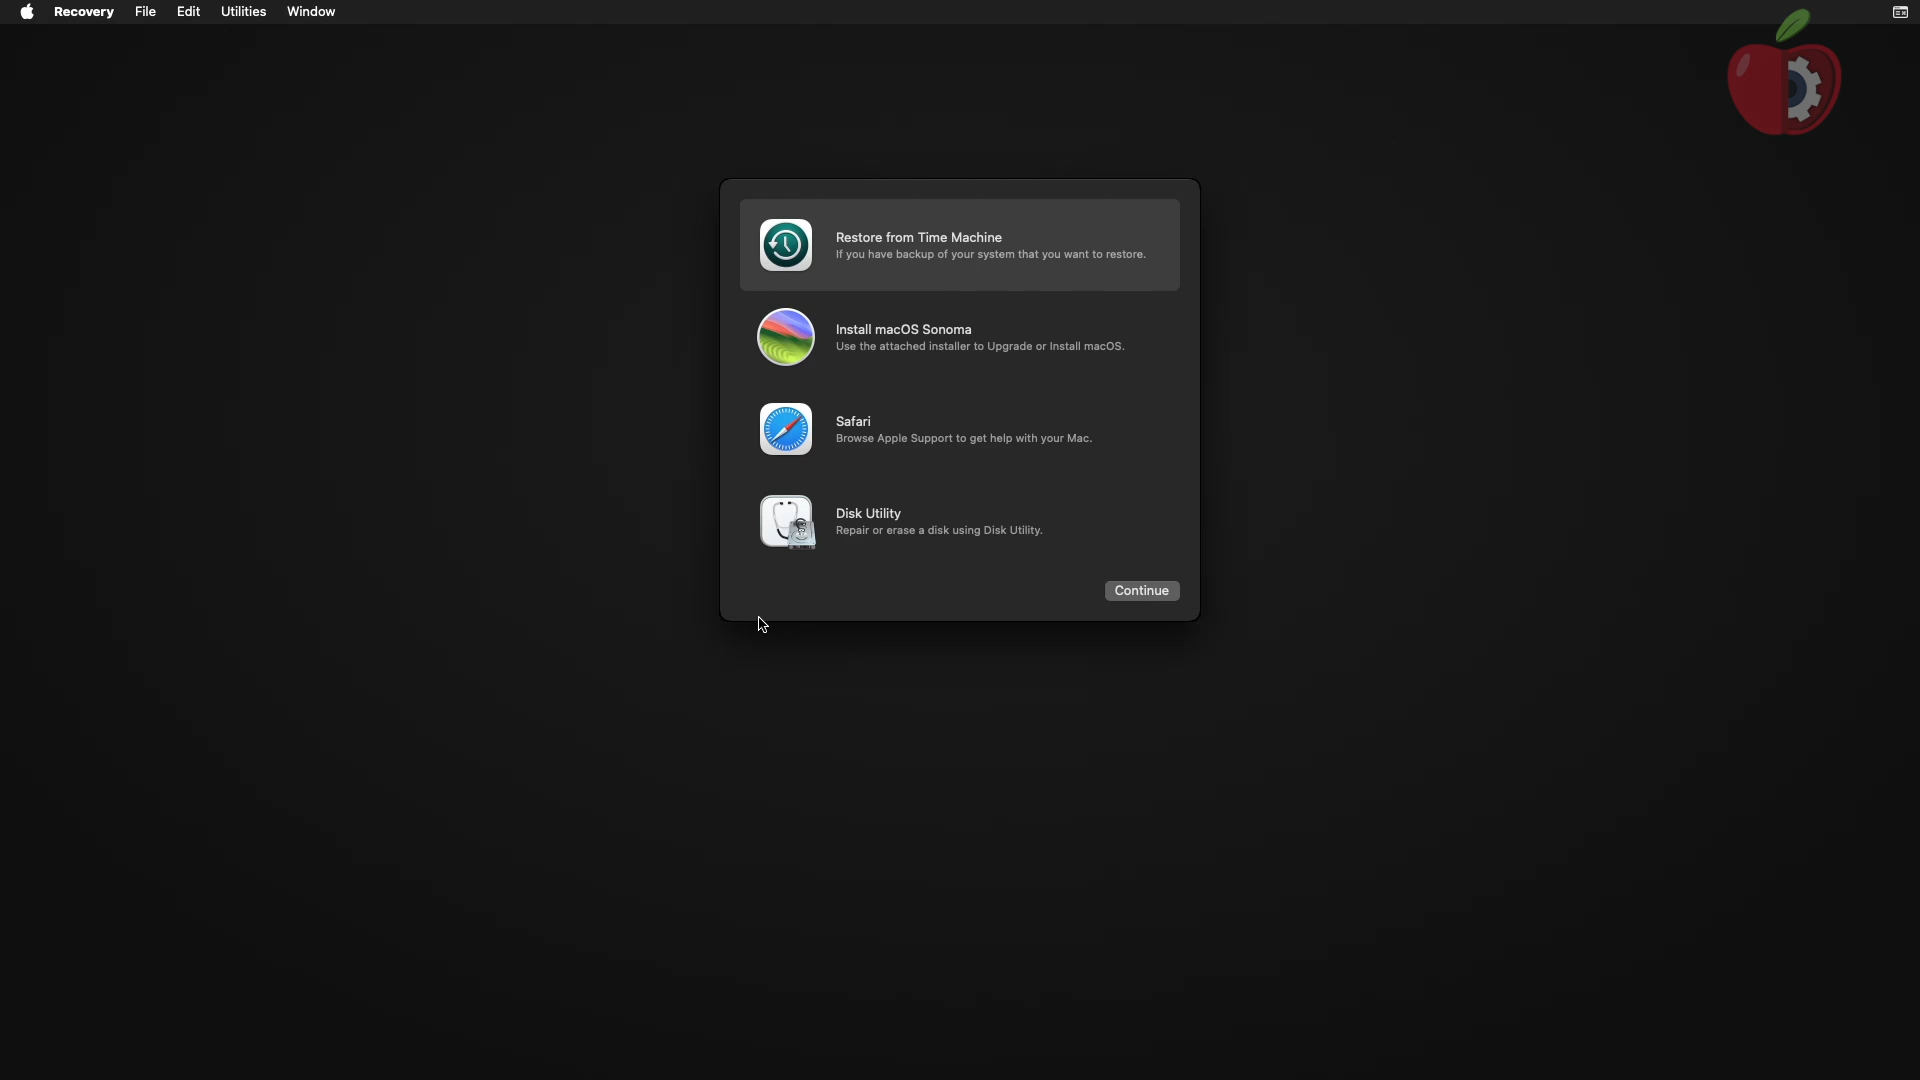 Recovery File Edit Utilities Window
Restore from Time Machine
If you have backup of your system that you want to restore.
Install macOS Sonoma
Use the attached installer to Upgrade or Install macOS.
Safari
Browse Apple Support to get help with your Mac.
Disk Utility
Repair or erase a disk using Disk Utility.
Continue